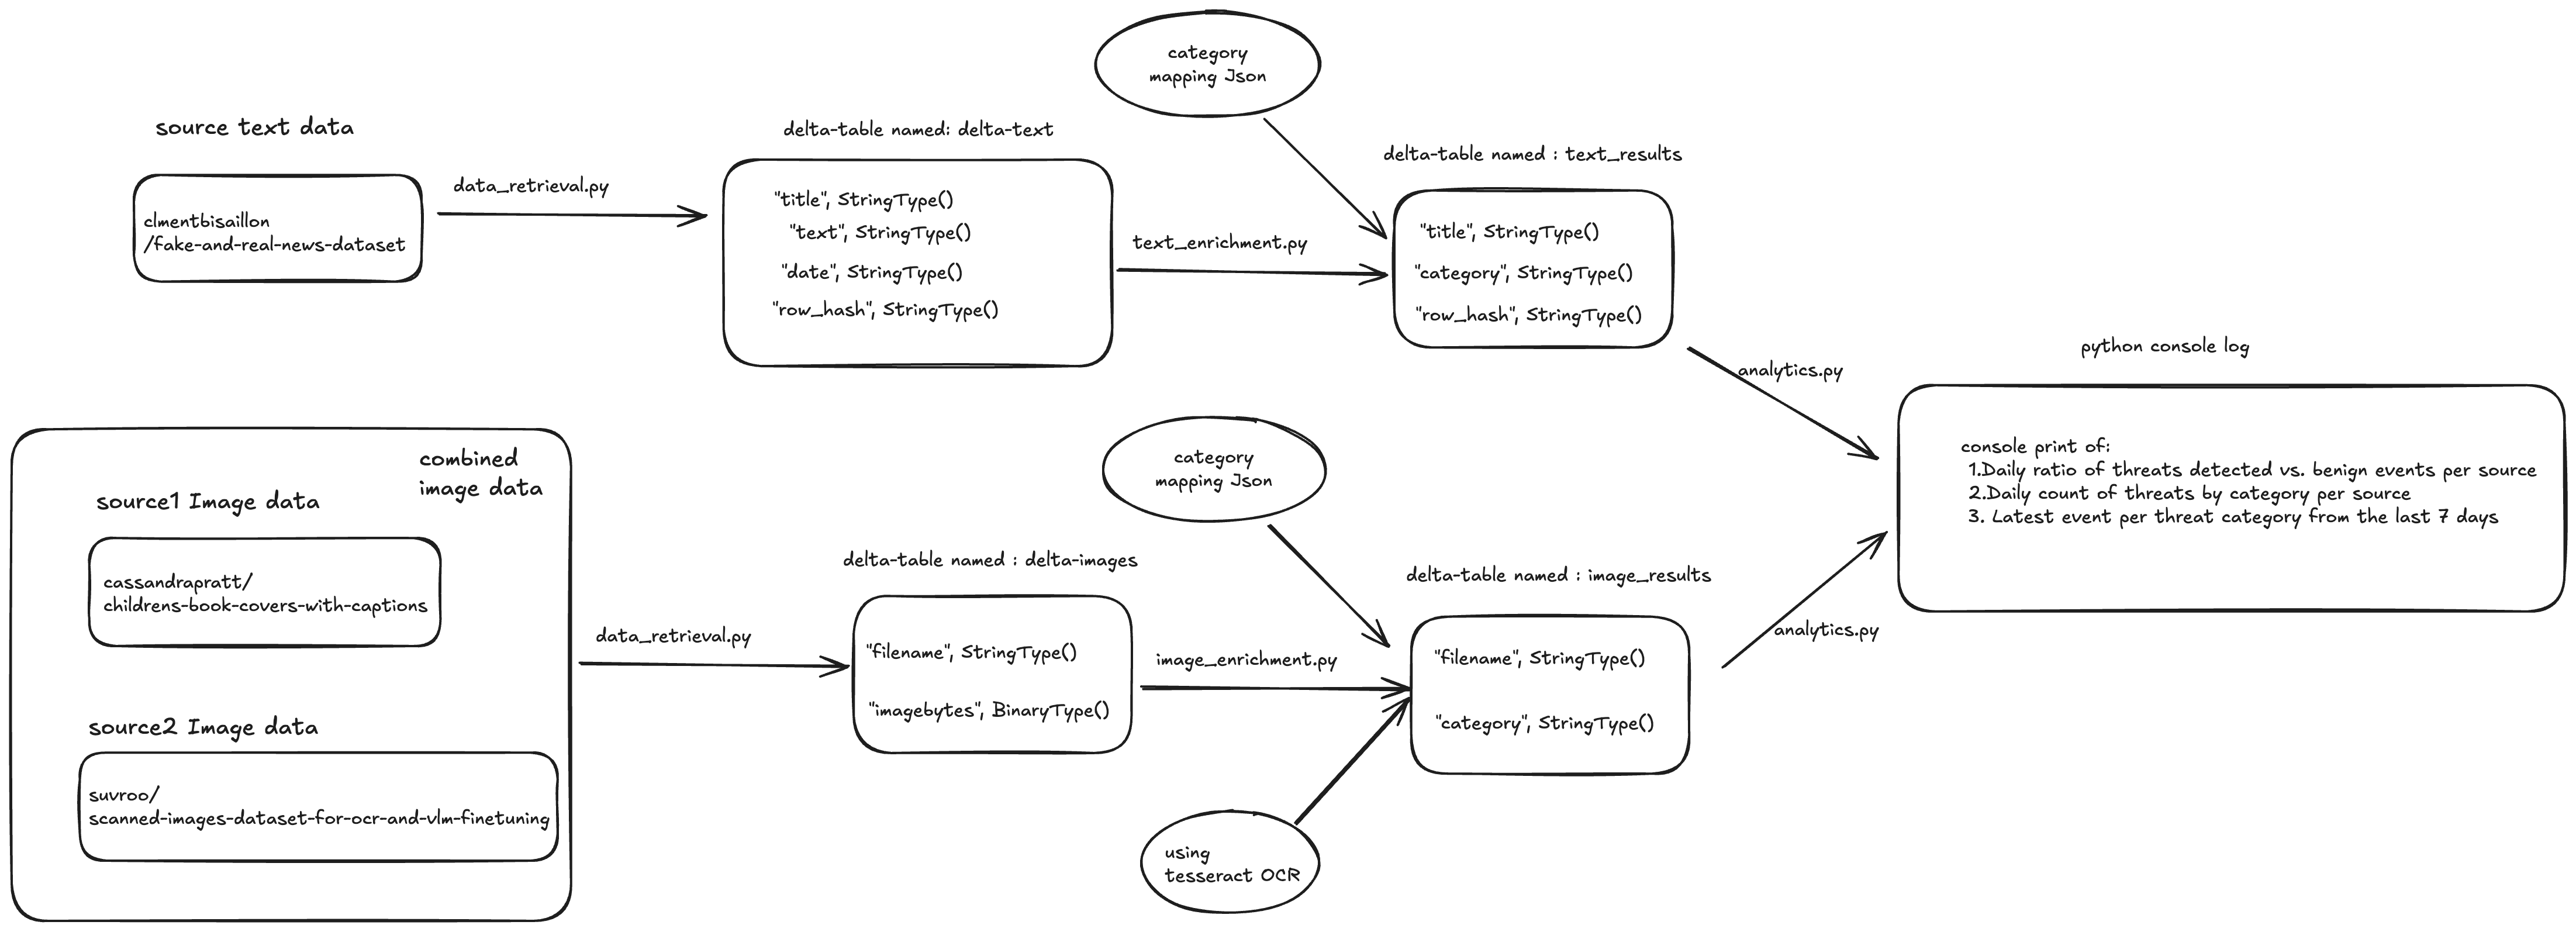 category
mapping Json
source text data
delta-table named: delta-text
delta-table named : text_results
clmentbisaillon
/fake-and-real-news-dataset
data_retrieval.py
"title", StringType()
"text", StringType()
"date", StringType()
"row_hash", StringType()
text_enrichment.py
"title", StringType()
"category", StringType()
"row_hash", StringType()
analytics.py
python console log
console print of:
1.Daily ratio of threats detected vs. benign events per source
2.Daily count of threats by category per source
3. Latest event per threat category from the last 7 days
combined
image data
source1 Image data
cassandrapratt/
childrens-book-covers-with-captions
source2 Image data
suvroo/
scanned-images-dataset-for-ocr-and-vlm-finetuning
data_retrieval.py
delta-table named : delta-images
"filename", StringType()
"imagebytes", BinaryType()
category
mapping Json
image_enrichment.py
using
tesseract OCR
delta-table named : image_results
"filename", StringType()
"category", StringType()
analytics.py